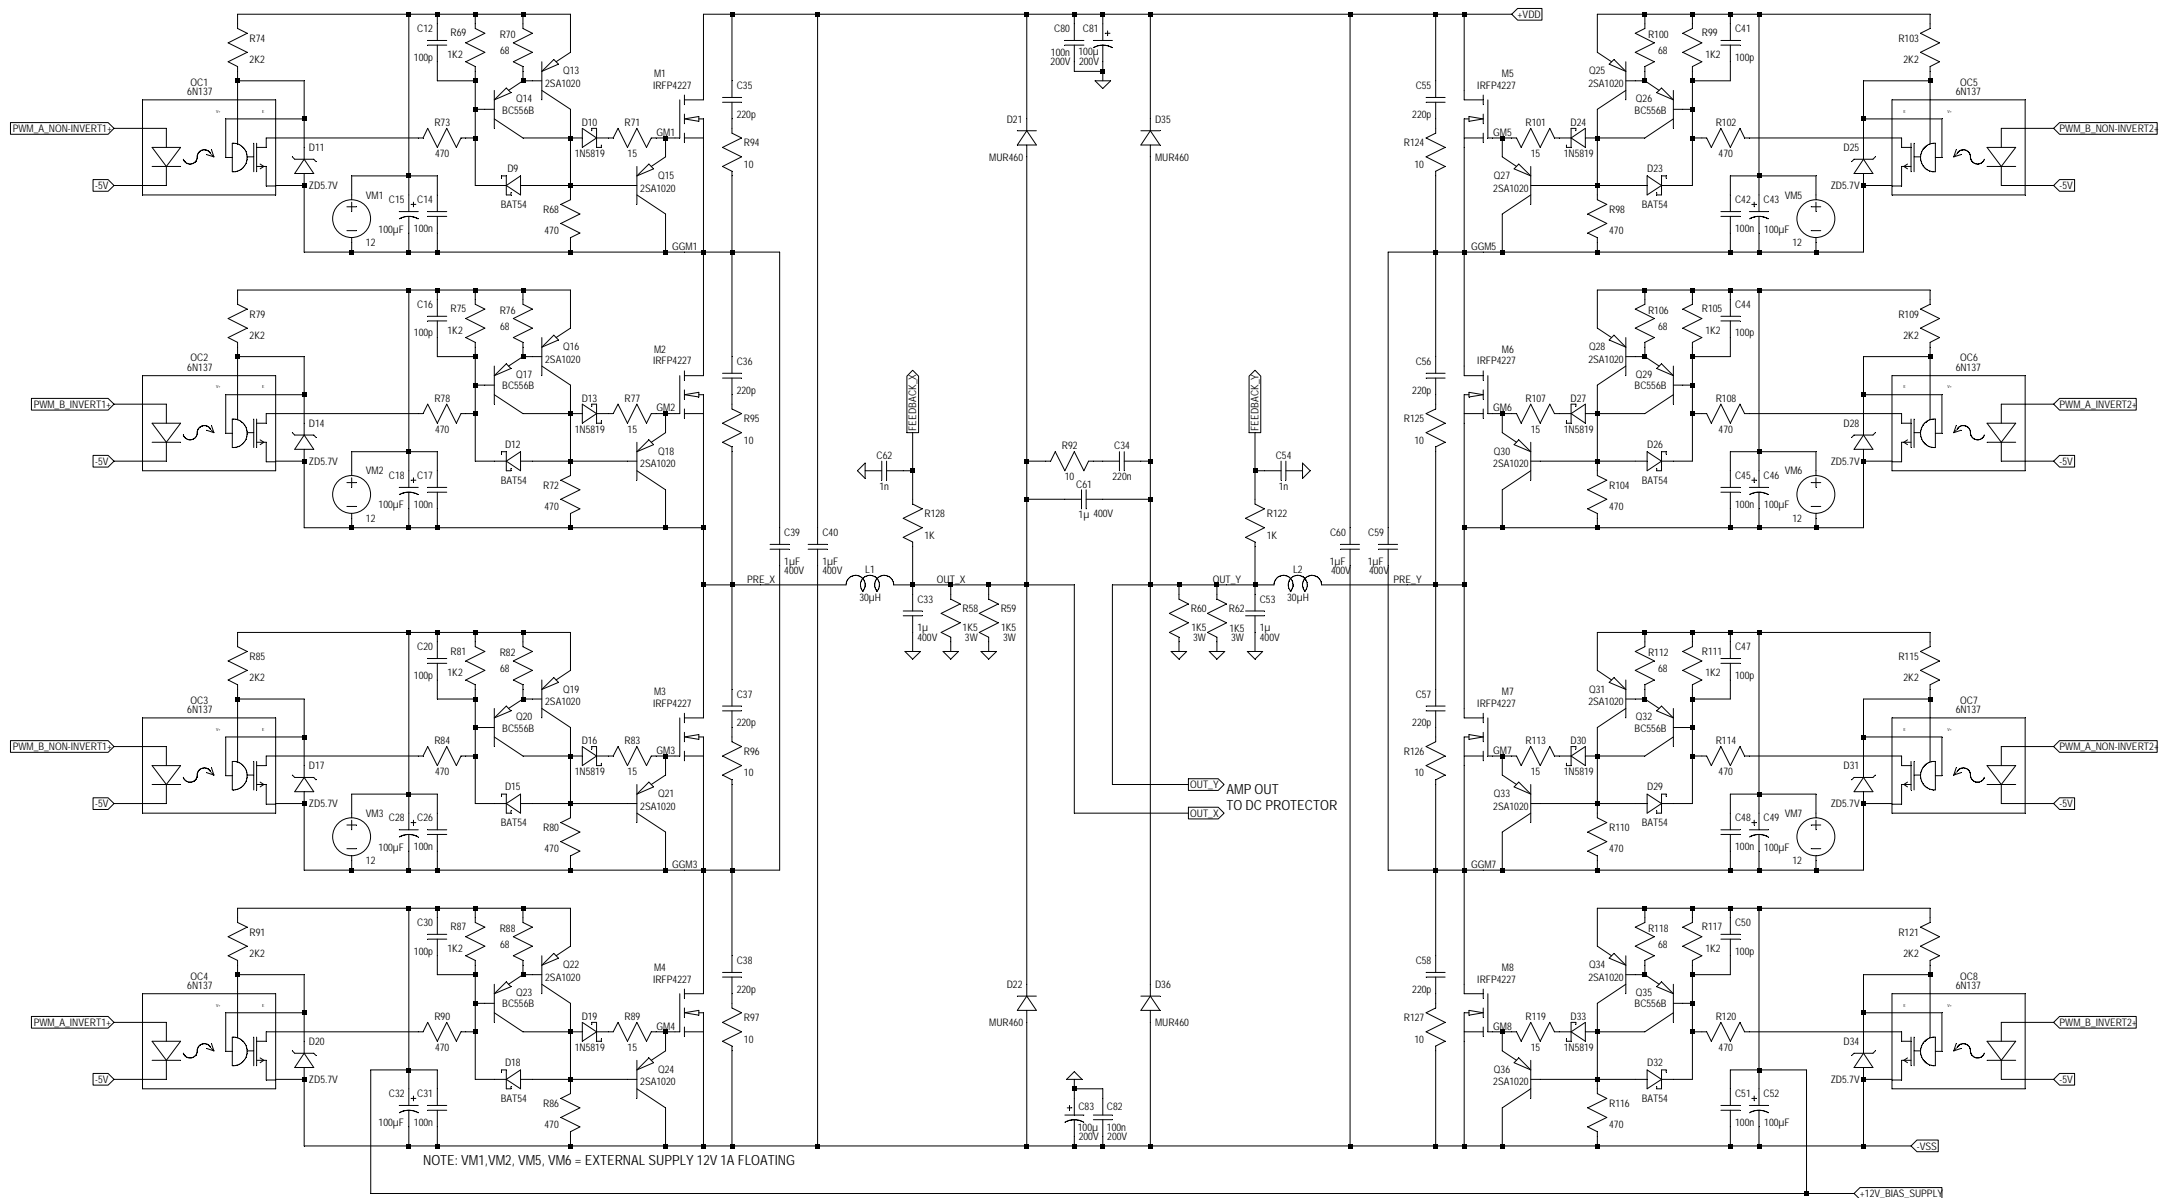 +VDD
R74
2K2
C12
100p
R69
1K2
R70
68
Q13
2SA1020
M1
IRFP4227
OC1
6N137
Q14
BC556B
PWM_A_NON-INVERT1+
-5V
D11
ZD5.7V
R73
470
D10
1N5819
R71
15
GM1
D9
BAT54
Q15
2SA1020
VM1
12
C15
100µF
C14
100n
R68
470
GGM1
C35
220p
R94
10
C80
100n
200V
C81
100µ
200V
D21
MUR460
D35
MUR460
C55
220p
R124
10
M5
IRFP4227
Q25
2SA1020
R100
68
R99
1K2
C41
100p
R103
2K2
OC5
6N137
Q26
BC556B
GM5
R101
15
D24
1N5819
R102
470
PWM_B_NON-INVERT2+
-5V
D25
ZD5.7V
Q27
2SA1020
D23
BAT54
R98
470
C42
100n
C43
100µF
VM5
12
GGM5
R79
2K2
C16
100p
R75
1K2
R76
68
Q16
2SA1020
M2
IRFP4227
OC2
6N137
Q17
BC556B
PWM_B_INVERT1+
-5V
D14
ZD5.7V
R78
470
D13
1N5819
R77
15
GM2
D12
BAT54
Q18
2SA1020
VM2
12
C18
100µF
C17
100n
R72
470
C36
220p
R95
10
FEEDBACK_X
C62
1n
R128
1K
R92
10
C34
220n
C61
1µ 400V
FEEDBACK_Y
C54
1n
R122
1K
C56
220p
R125
10
M6
IRFP4227
Q28
2SA1020
R106
68
R105
1K2
C44
100p
R109
2K2
OC6
6N137
Q29
BC556B
GM6
R107
15
D27
1N5819
R108
470
PWM_A_INVERT2+
-5V
D28
ZD5.7V
Q30
2SA1020
D26
BAT54
R104
470
C45
100n
C46
100µF
VM6
12
C39
1µF
400V
C40
1µF
400V
PRE_X
L1
30µH
OUT_X
C33
1µ
400V
R58
1K5
3W
R59
1K5
3W
OUT_Y
R60
1K5
3W
R62
1K5
3W
C53
1µ
400V
L2
30µH
C60
1µF
400V
C59
1µF
400V
PRE_Y
R85
2K2
C20
100p
R81
1K2
R82
68
Q19
2SA1020
M3
IRFP4227
OC3
6N137
Q20
BC556B
PWM_B_NON-INVERT1+
-5V
D17
ZD5.7V
R84
470
D16
1N5819
R83
15
GM3
D15
BAT54
Q21
2SA1020
VM3
12
C28
100µF
C26
100n
R80
470
GGM3
C37
220p
R96
10
OUT_Y
OUT_X
AMP OUT
TO DC PROTECTOR
C57
220p
R126
10
M7
IRFP4227
Q31
2SA1020
R112
68
R111
1K2
C47
100p
R115
2K2
OC7
6N137
Q32
BC556B
GM7
R113
15
D30
1N5819
R114
470
PWM_A_NON-INVERT2+
-5V
D31
ZD5.7V
Q33
2SA1020
D29
BAT54
R110
470
C48
100n
C49
100µF
VM7
12
GGM7
R91
2K2
C30
100p
R87
1K2
R88
68
Q22
2SA1020
M4
IRFP4227
OC4
6N137
Q23
BC556B
PWM_A_INVERT1+
-5V
D20
ZD5.7V
R90
470
D19
1N5819
R89
15
GM4
D18
BAT54
Q24
2SA1020
C32
100µF
C31
100n
R86
470
C38
220p
R97
10
D22
MUR460
D36
MUR460
C83
100µ
200V
C82
100n
200V
C58
220p
R127
10
M8
IRFP4227
Q34
2SA1020
R118
68
R117
1K2
C50
100p
R121
2K2
OC8
6N137
Q35
BC556B
GM8
R119
15
D33
1N5819
R120
470
PWM_B_INVERT2+
-5V
D34
ZD5.7V
Q36
2SA1020
D32
BAT54
R116
470
C51
100n
C52
100µF
-VSS
NOTE: VM1,VM2, VM5, VM6 = EXTERNAL SUPPLY 12V 1A FLOATING
+12V_BIAS_SUPPLY